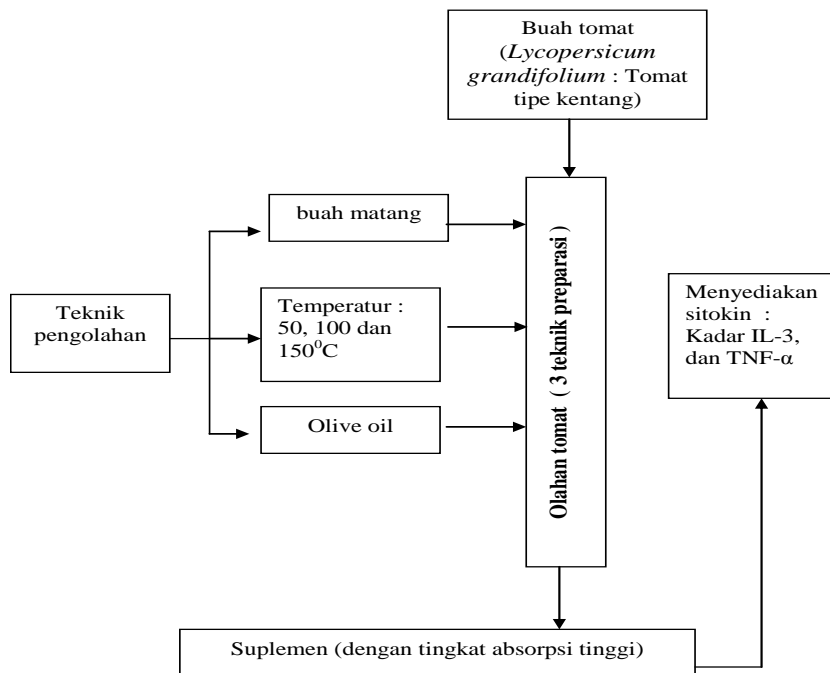 Buah tomat
(Lycopersicum
grandifolium : Tomat
tipe kentang)
buah matang
Teknik
pengolahan
Temperatur :
50, 100 dan
150⁰C
Olive oil
Olahan tomat ( 3 teknik preparasi )
Menyediakan
sitokin :
Kadar IL-3,
dan TNF-α
Suplemen (dengan tingkat absorpsi tinggi)